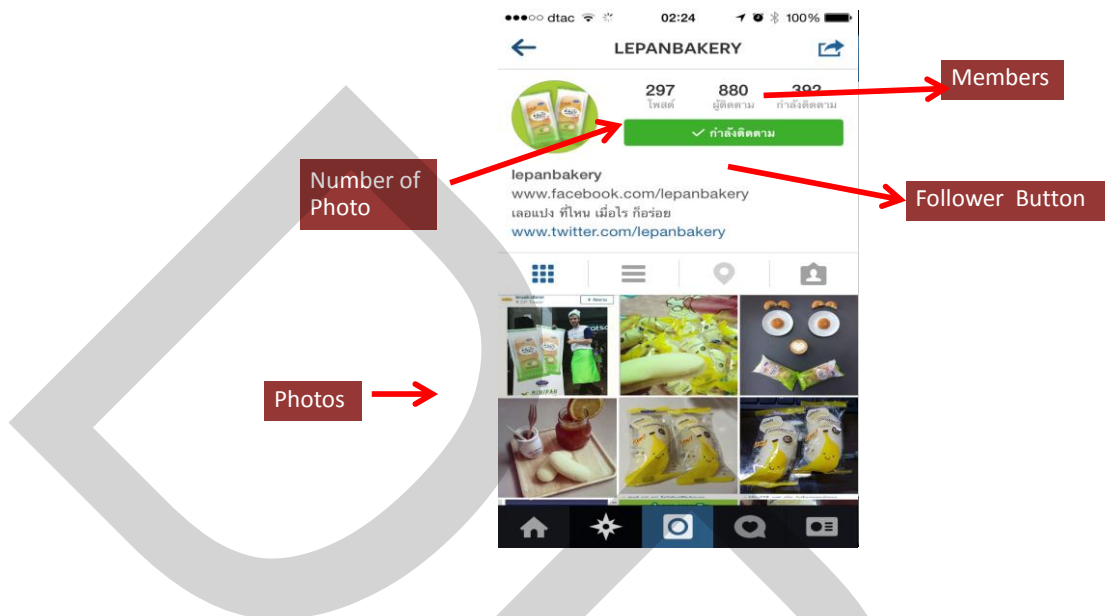 dtac 02:24 100%
LEPANBAKERY
Members
297 880 392
โพสต์ ผู้ติดตาม กำลังติดตาม
✓ กำลังติดตาม
Number of
Photo
lepanbakery
www.facebook.com/lepanbakery
เลอแปง ที่ไหน เมื่อไร ก็อร่อย
www.twitter.com/lepanbakery
Follower Button
Photos